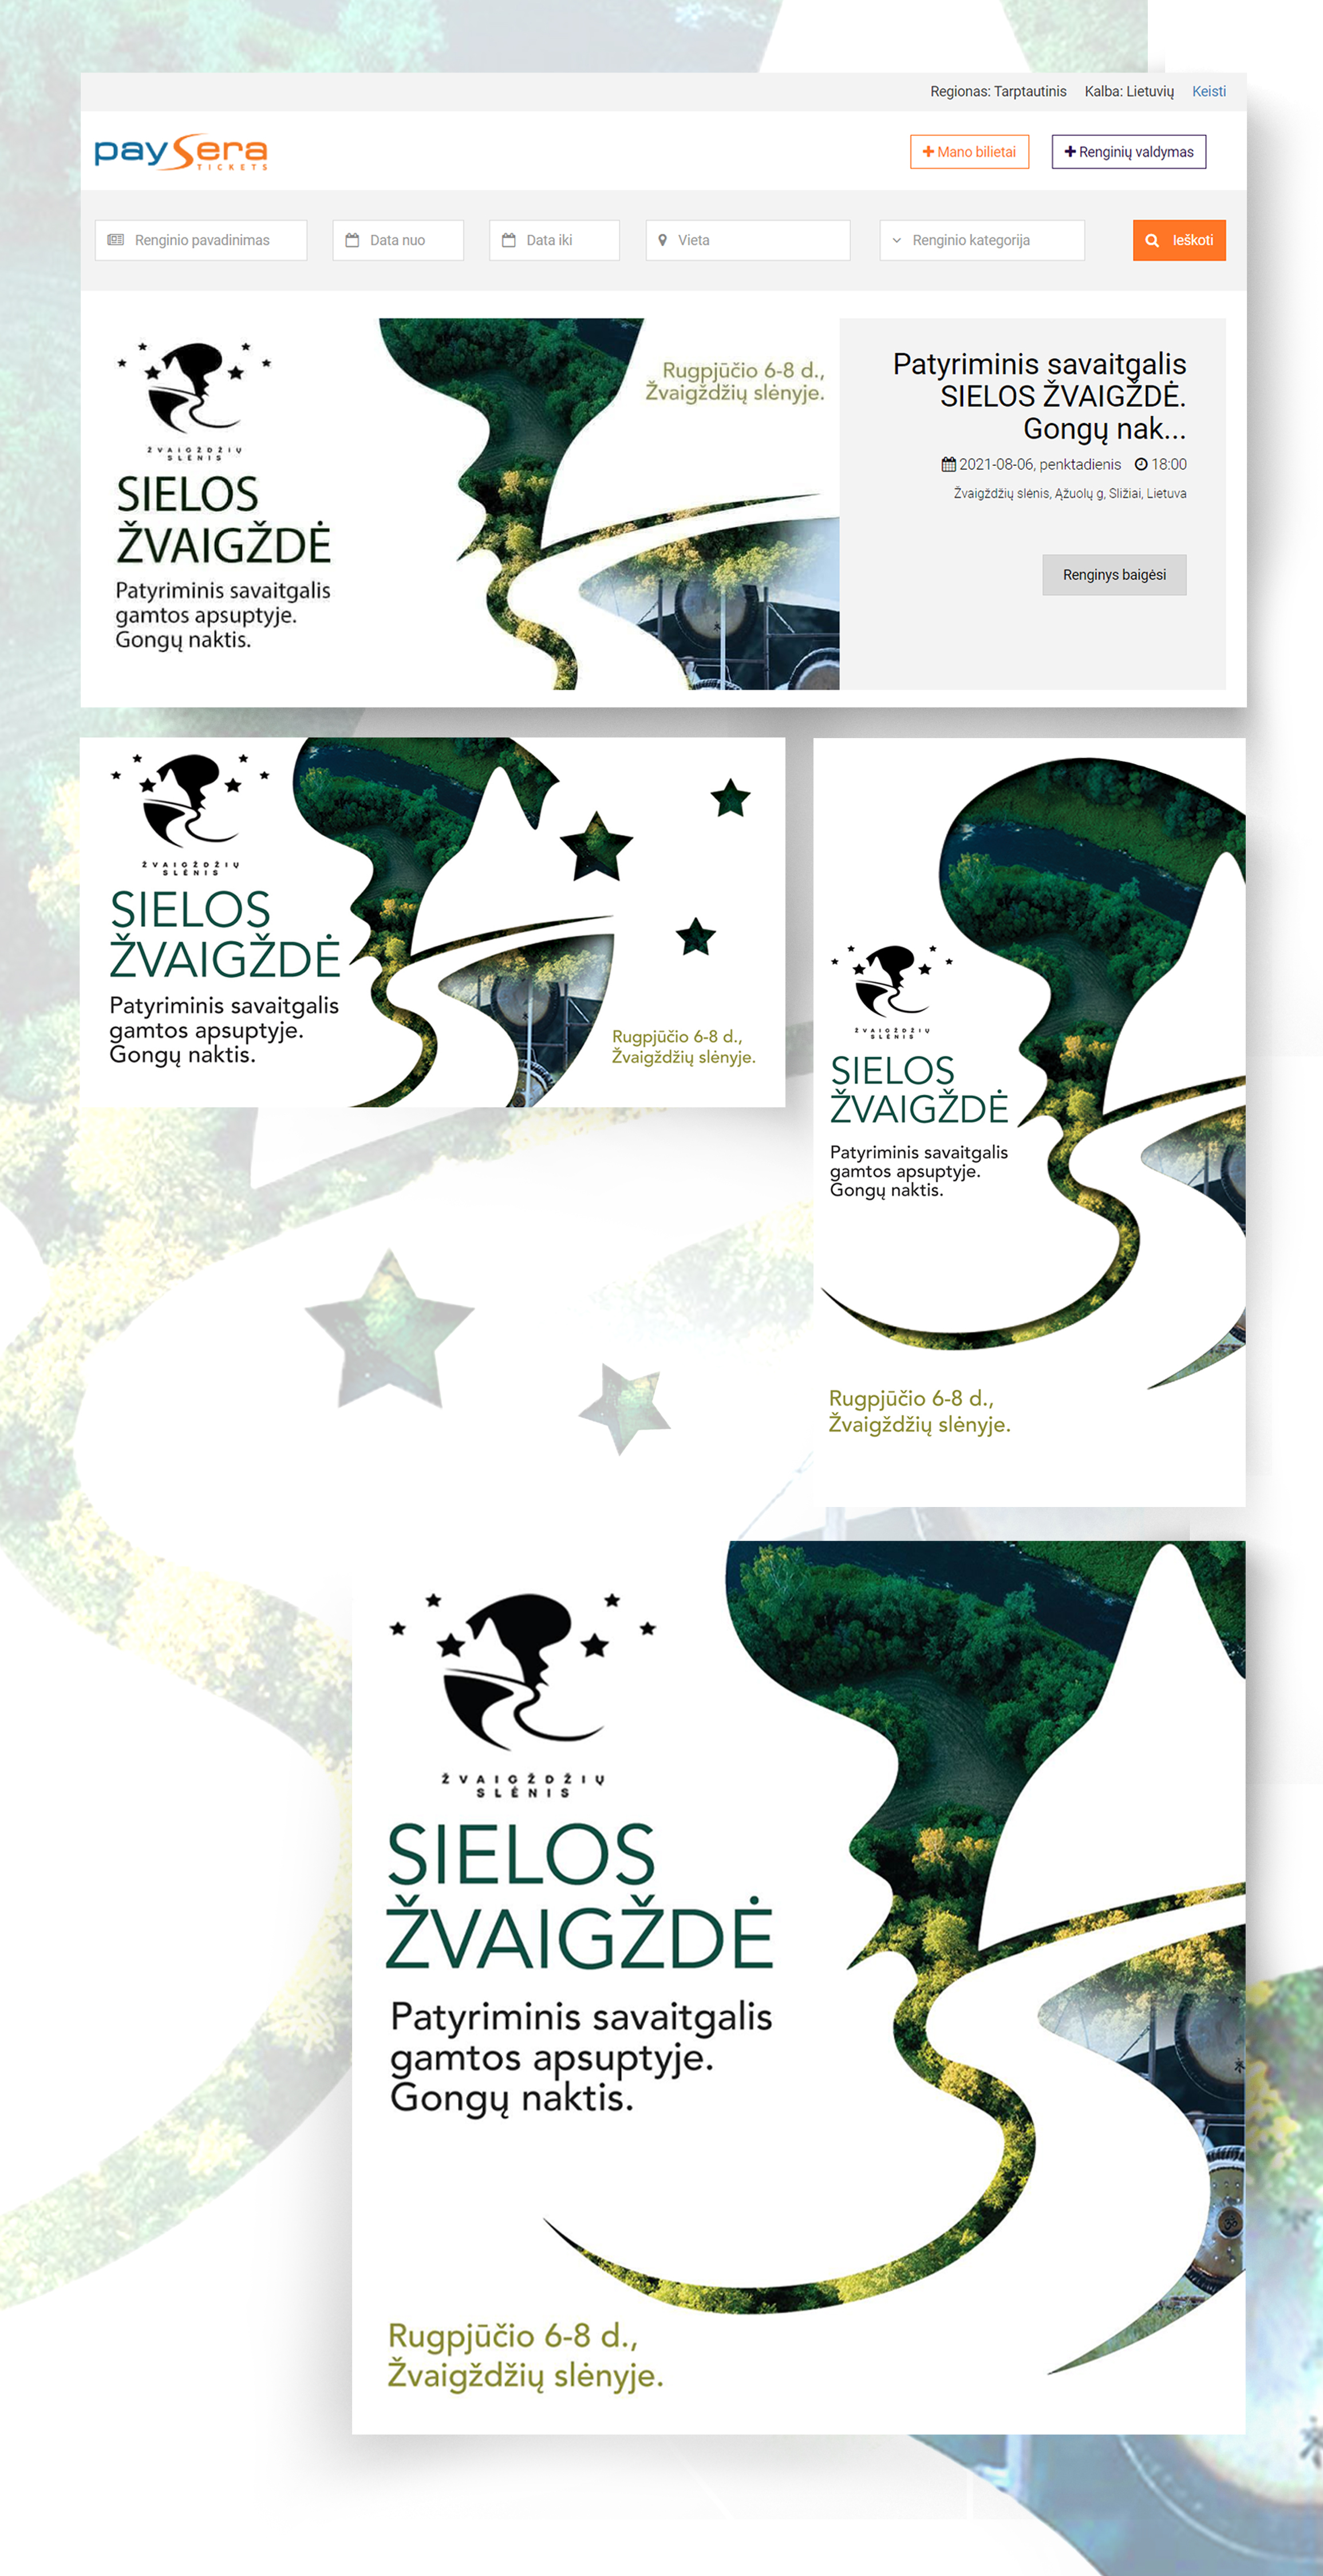 Regionas: Tarptautinis Kalba: Lietuvių Keisti
paysera
TICKETS
Mano bilietai Renginių valdymas
Renginio pavadinimas Data nuo Data iki Vieta Renginio kategorija Ieškoti
ŽVAIGŽDŽIŲ
SLĖNIS
SIELOS
ŽVAIGŽDĖ
Patyriminis savaitgalis
gamtos apsuptyje.
Gongų naktis.
Rugpjūčio 6-8 d.,
Žvaigždžių slėnyje.
Patyriminis savaitgalis
SIELOS ŽVAIGŽDĖ.
Gongų nak...
2021-08-06, penktadienis 18:00
Žvaigždžių slėnis, Ąžuolų g, Sližiai, Lietuva
Renginys baigėsi
ŽVAIGŽDŽIŲ
SLĖNIS
SIELOS
ŽVAIGŽDĖ
Patyriminis savaitgalis
gamtos apsuptyje.
Gongų naktis.
Rugpjūčio 6-8 d.,
Žvaigždžių slėnyje.
ŽVAIGŽDŽIŲ
SLĖNIS
SIELOS
ŽVAIGŽDĖ
Patyriminis savaitgalis
gamtos apsuptyje.
Gongų naktis.
Rugpjūčio 6-8 d.,
Žvaigždžių slėnyje.
ŽVAIGŽDŽIŲ
SLĖNIS
SIELOS
ŽVAIGŽDĖ
Patyriminis savaitgalis
gamtos apsuptyje.
Gongų naktis.
Rugpjūčio 6-8 d.,
Žvaigždžių slėnyje.